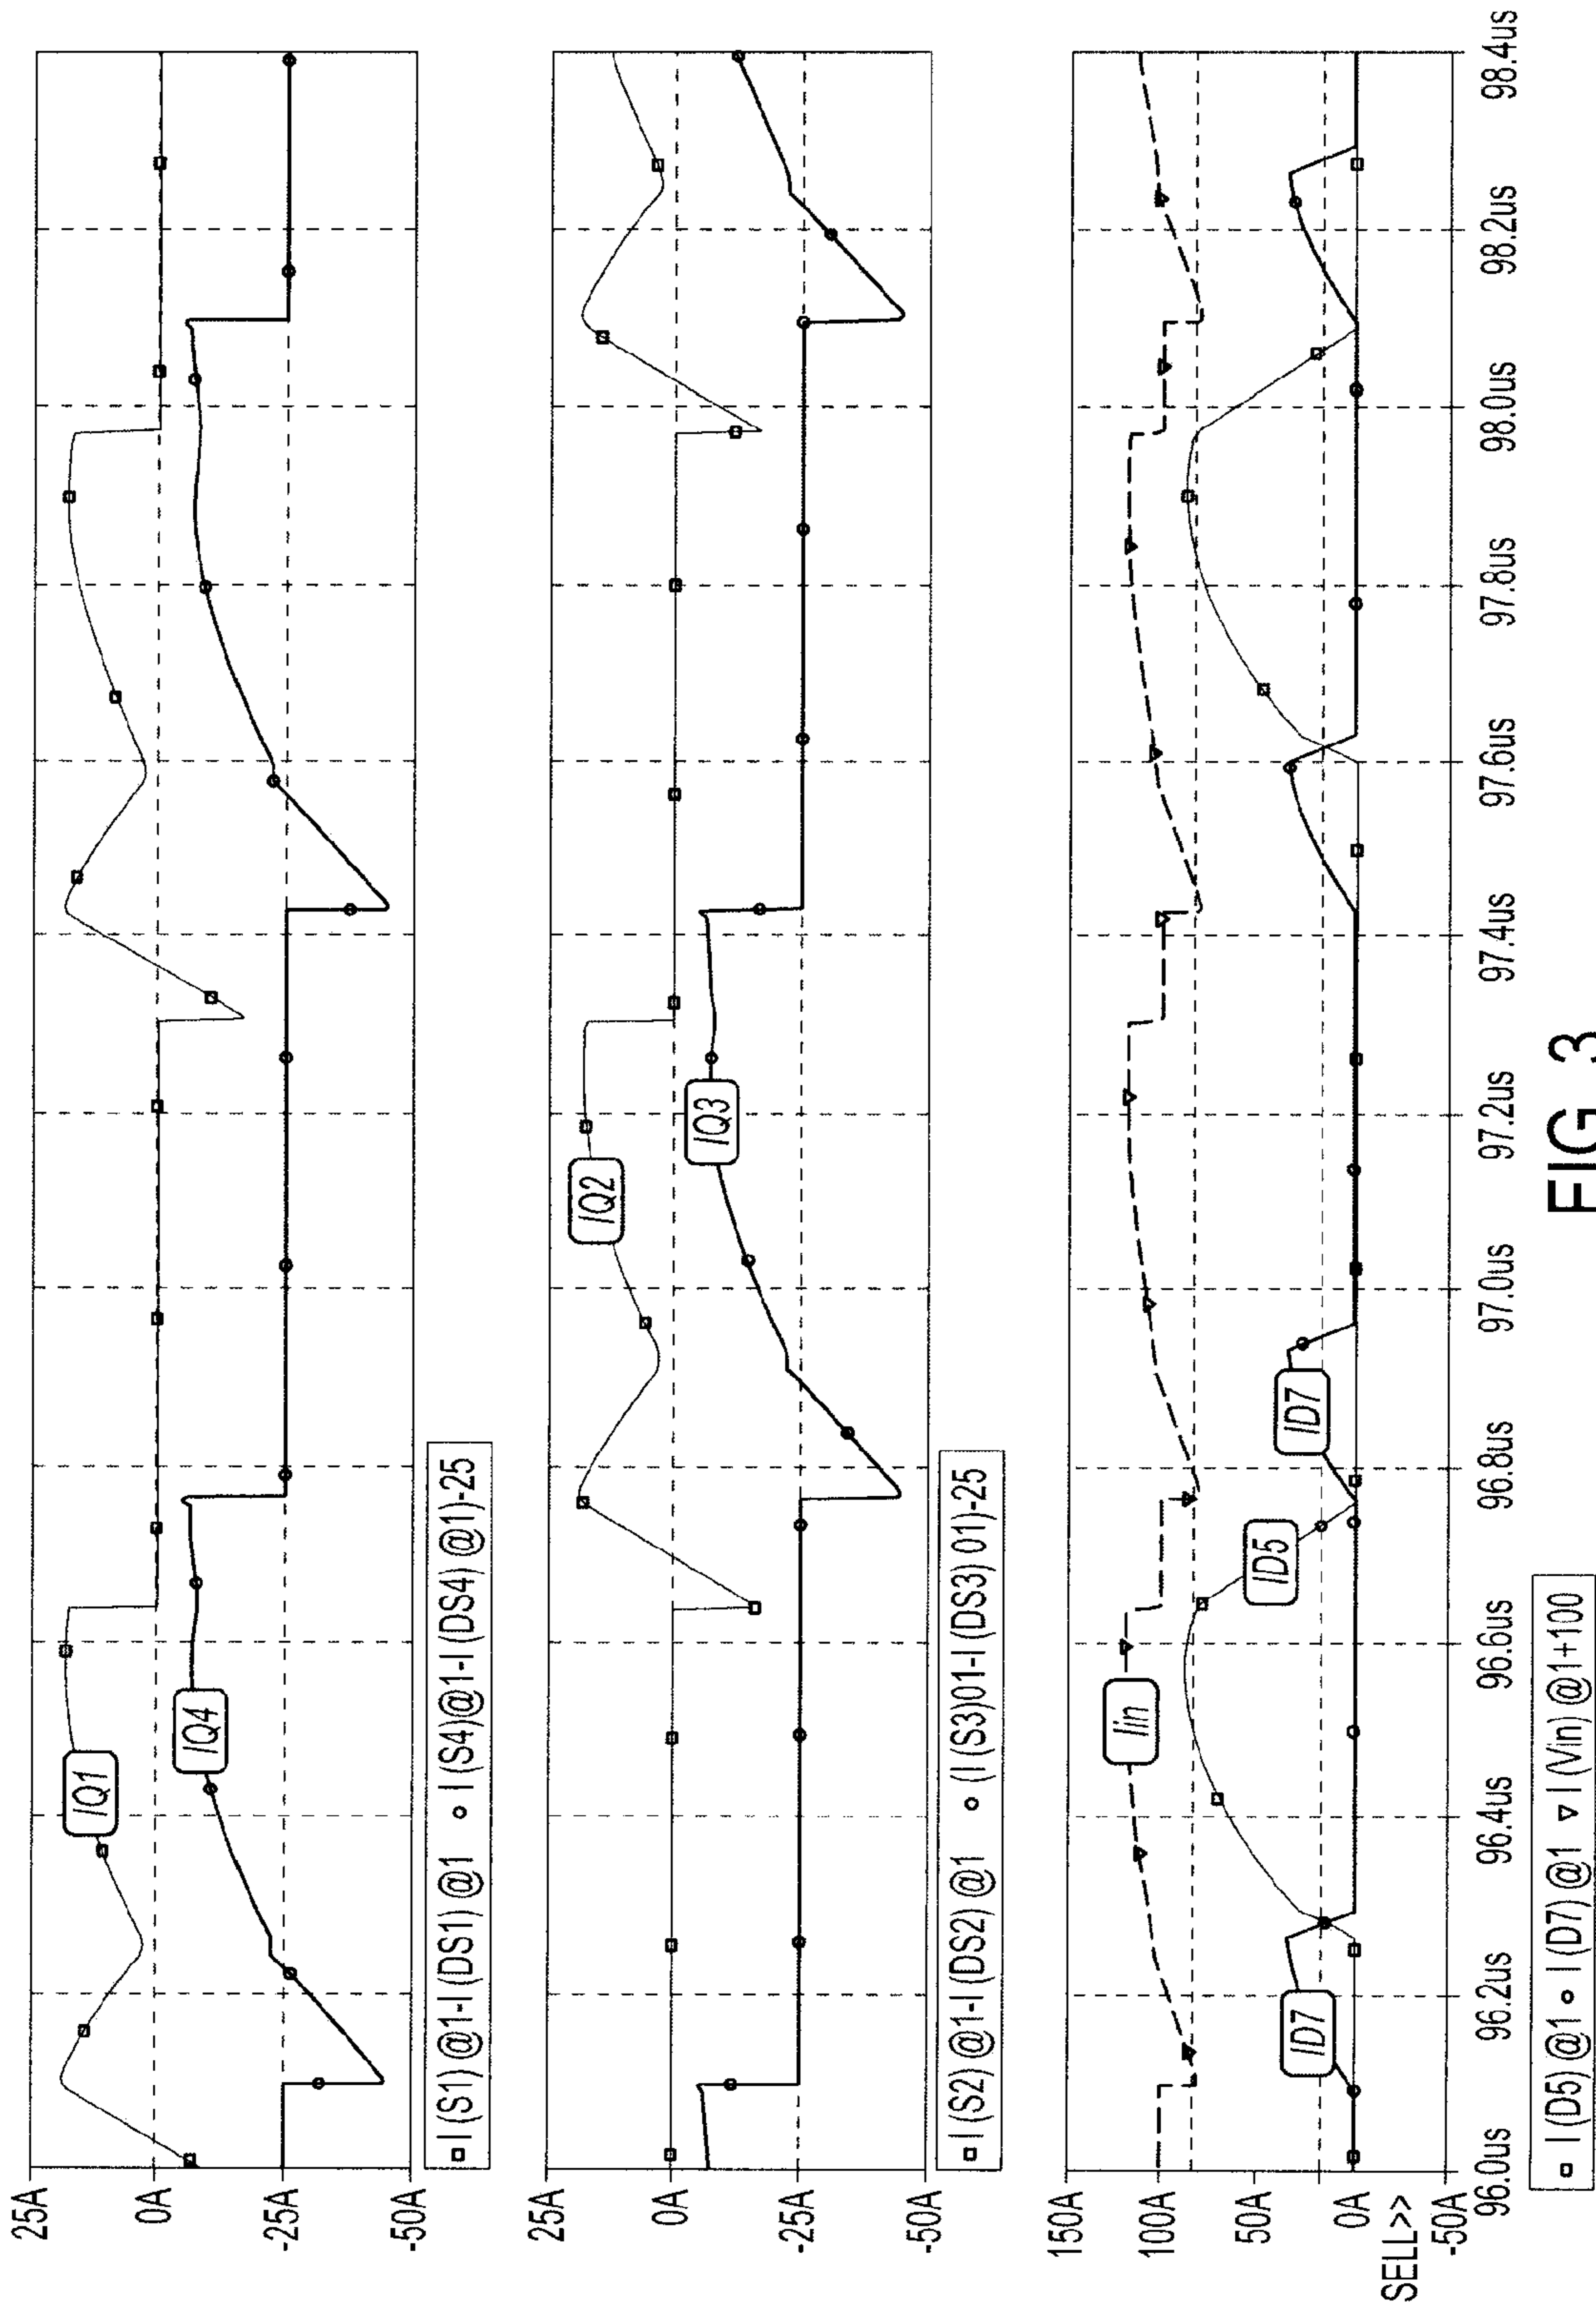 25A
0A
-25A
-50A
IQ1
IQ4
I (S1) @1-I (DS1) @1 I (S4)@1-I (DS4) @1)-25
25A
0A
-25A
-50A
IQ2
IQ3
I (S2) @1-I (DS2) @1 (I (S3)01-I (DS3) 01)-25
150A
100A
50A
0A
SELL>>
-50A
Iin
ID7
ID5
ID7
96.0us 96.2us 96.4us 96.6us 96.8us 97.0us 97.2us 97.4us 97.6us 97.8us 98.0us 98.2us 98.4us
I (D5) @1 I (D7) @1 I (Vin) @1+100
FIG 3